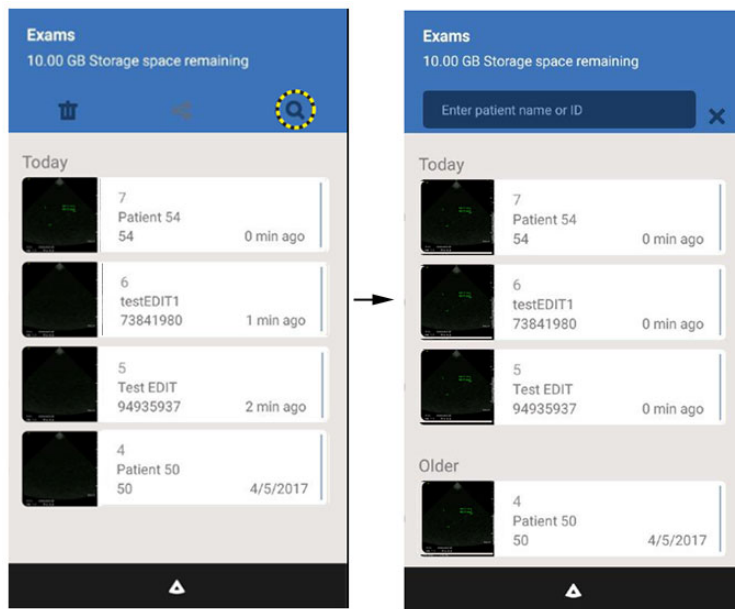 Exams
10.00 GB Storage space remaining
Today
7
Patient 54
54 0 min ago
6
testEDIT1
73841980 1 min ago
5
Test EDIT
94935937 2 min ago
4
Patient 50
50 4/5/2017
Exams
10.00 GB Storage space remaining
Enter patient name or ID
Today
7
Patient 54
54 0 min ago
6
testEDIT1
73841980 0 min ago
5
Test EDIT
94935937 0 min ago
Older
4
Patient 50
50 4/5/2017